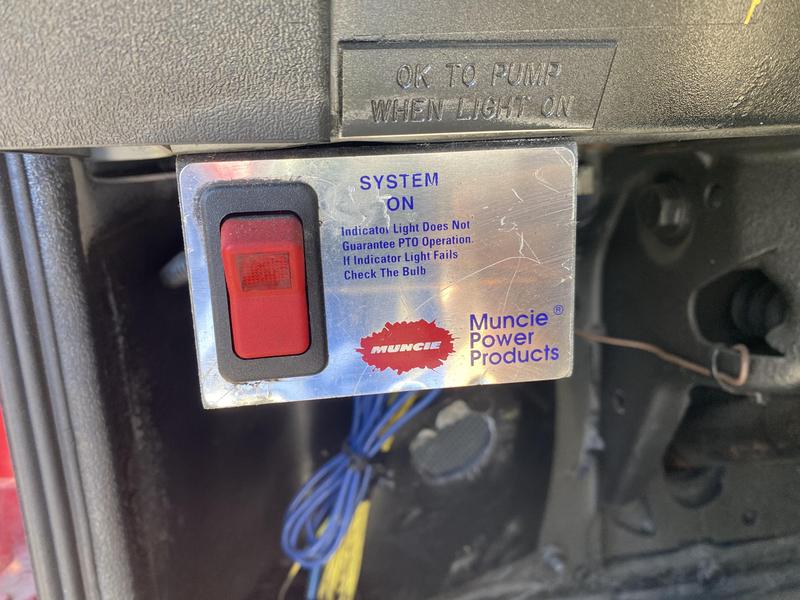 OK TO PUMP
WHEN LIGHT ON
SYSTEM
ON
Indicator Light Does Not
Guarantee PTO Operation.
If Indicator Light Fails
Check The Bulb
MUNCIE
Muncie®
Power
Products